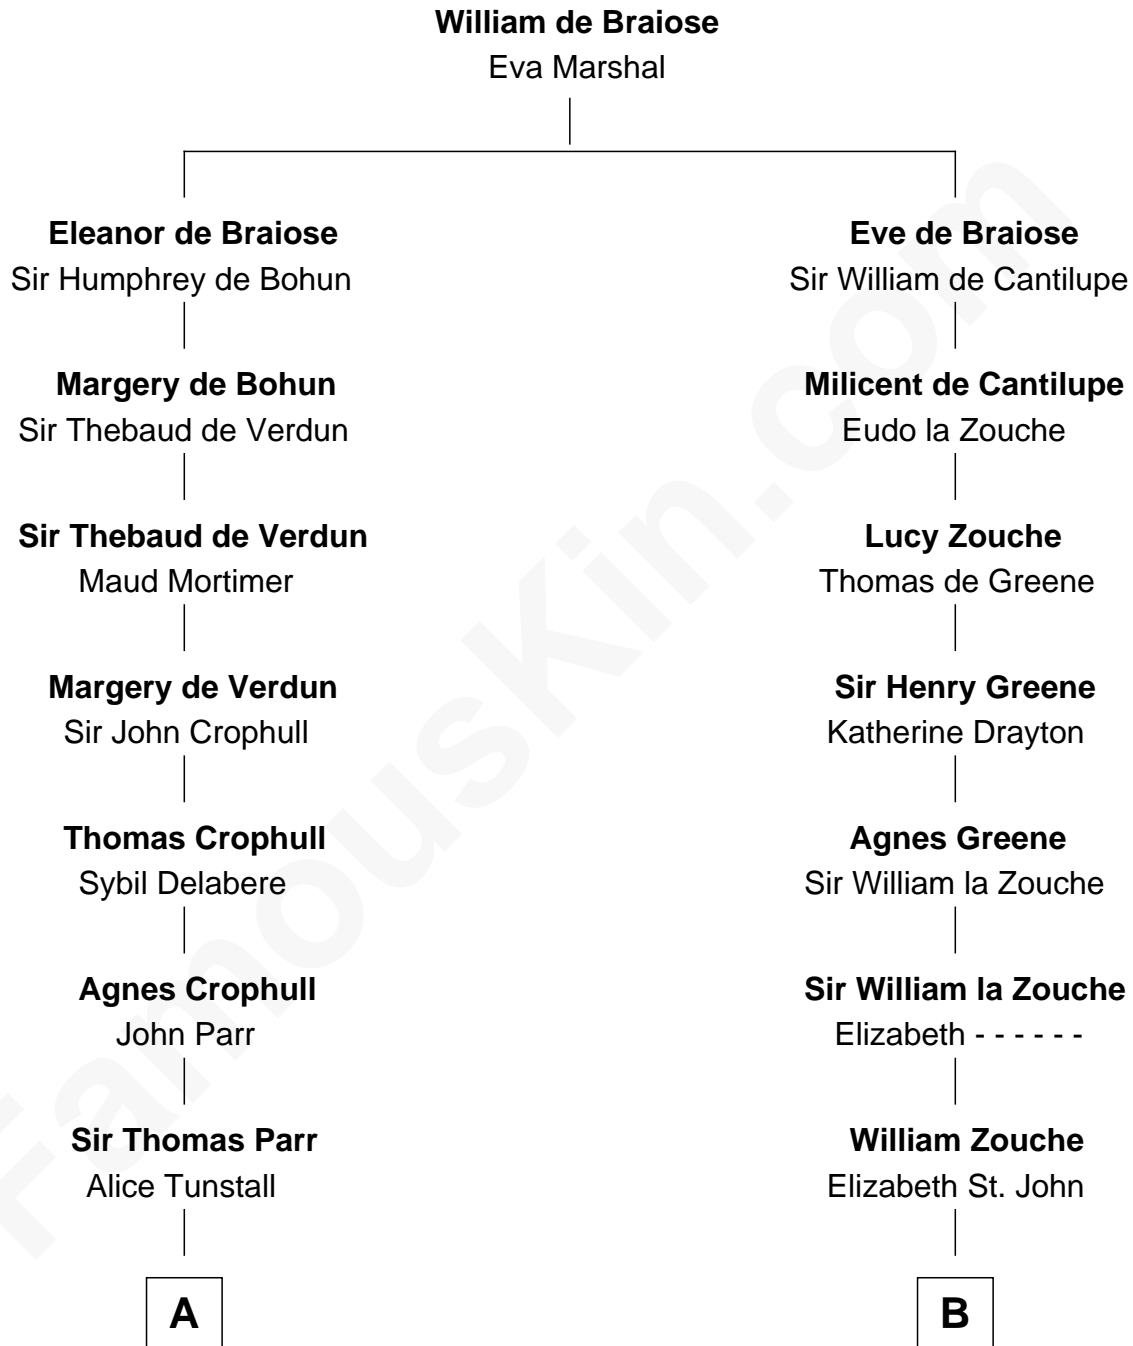 William de Braiose
Eva Marshal
Eleanor de Braiose
Sir Humphrey de Bohun
Eve de Braiose
Sir William de Cantilupe
Margery de Bohun
Sir Thebaud de Verdun
Milicent de Cantilupe
Eudo la Zouche
Sir Thebaud de Verdun
Maud Mortimer
Lucy Zouche
Thomas de Greene
Margery de Verdun
Sir John Crophull
Sir Henry Greene
Katherine Drayton
Thomas Crophull
Sybil Delabere
Agnes Greene
Sir William la Zouche
Agnes Crophull
John Parr
Sir William la Zouche
Elizabeth - - - - - -
Sir Thomas Parr
Alice Tunstall
William Zouche
Elizabeth St. John
A
B
FamousKin.com